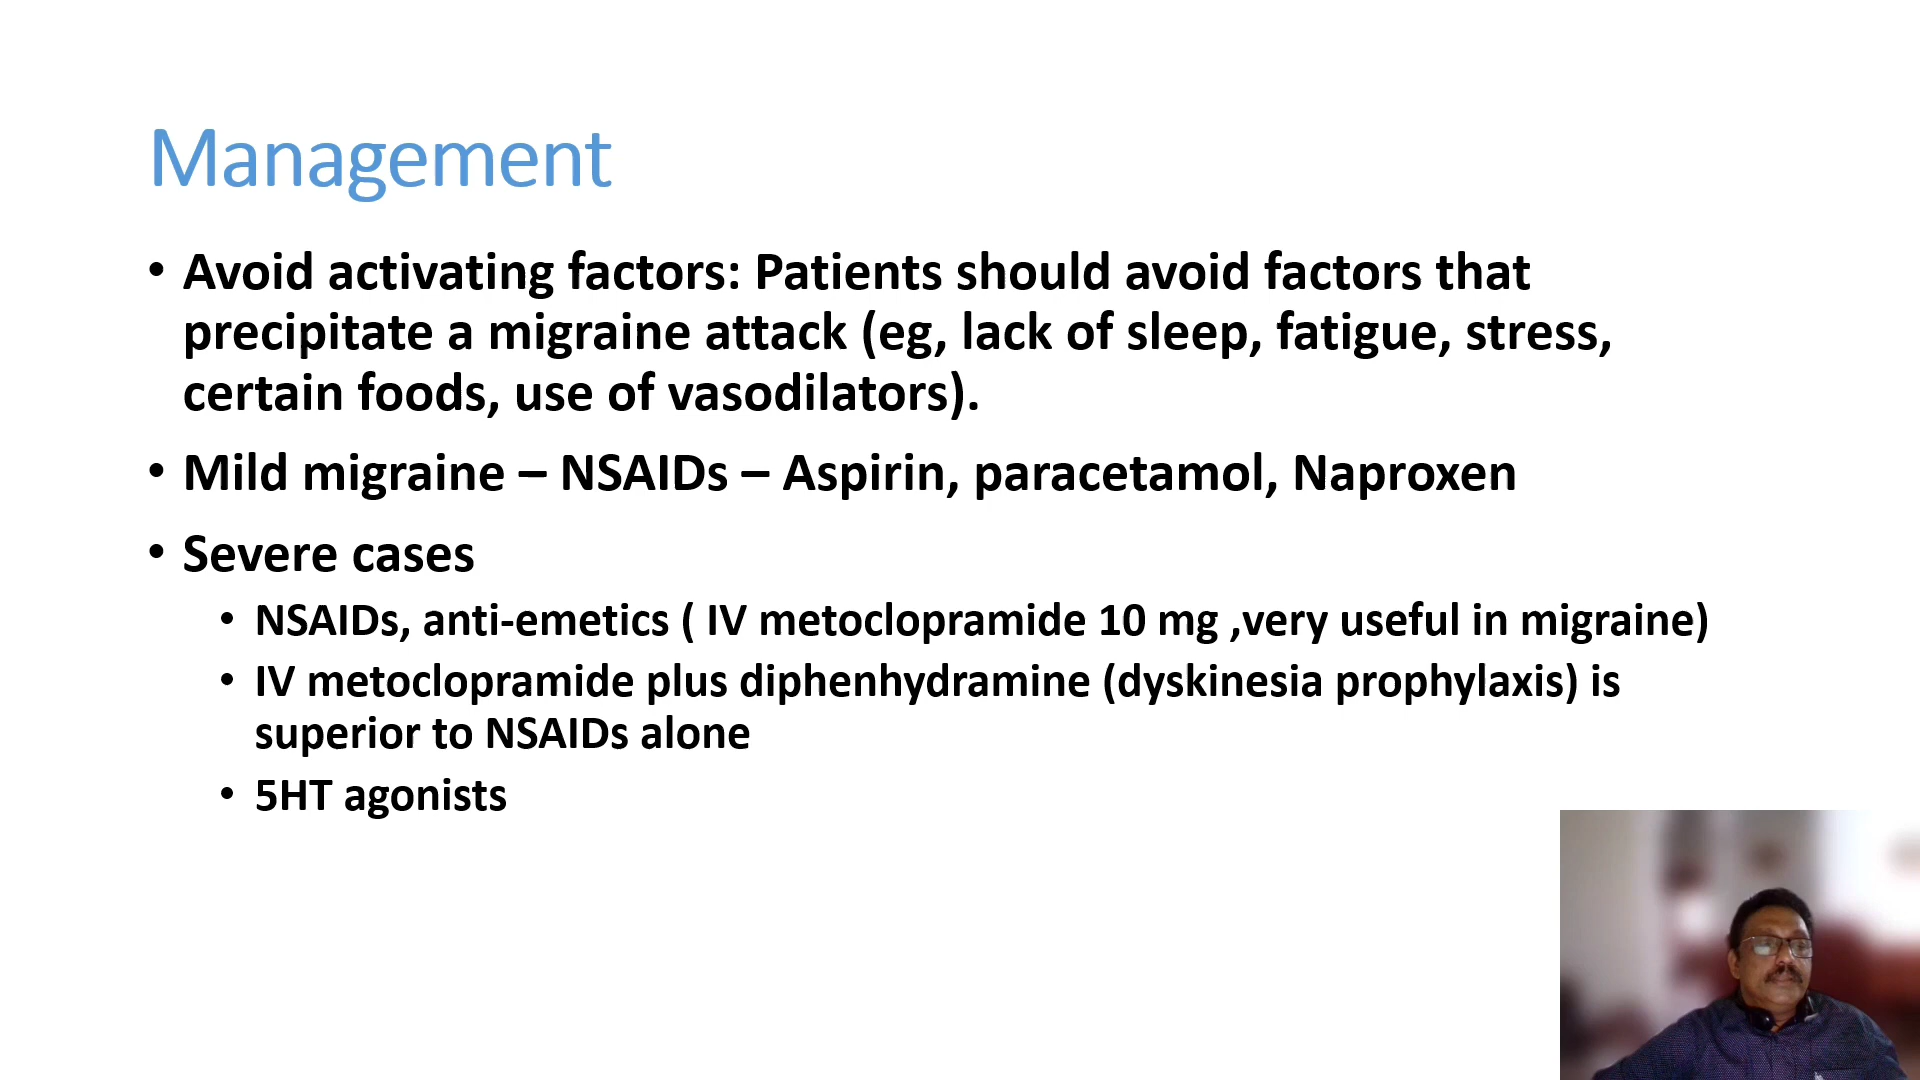 Management
• Avoid activating factors: Patients should avoid factors that
precipitate a migraine attack (eg, lack of sleep, fatigue, stress,
certain foods, use of vasodilators).
• Mild migraine – NSAIDs – Aspirin, paracetamol, Naproxen
• Severe cases
• NSAIDs, anti-emetics ( IV metoclopramide 10 mg ,very useful in migraine)
• IV metoclopramide plus diphenhydramine (dyskinesia prophylaxis) is
superior to NSAIDs alone
• 5HT agonists